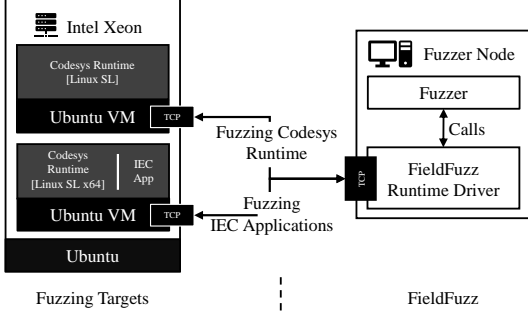 Intel Xeon
Codesys Runtime
[Linux SL]
Ubuntu VM
TCP
Codesys
Runtime
[Linux SL x64]
IEC
App
Ubuntu VM
TCP
Ubuntu
Fuzzing Targets
Fuzzing Codesys
Runtime
Fuzzing
IEC Applications
Fuzzer Node
Fuzzer
Calls
TCP
FieldFuzz
Runtime Driver
FieldFuzz